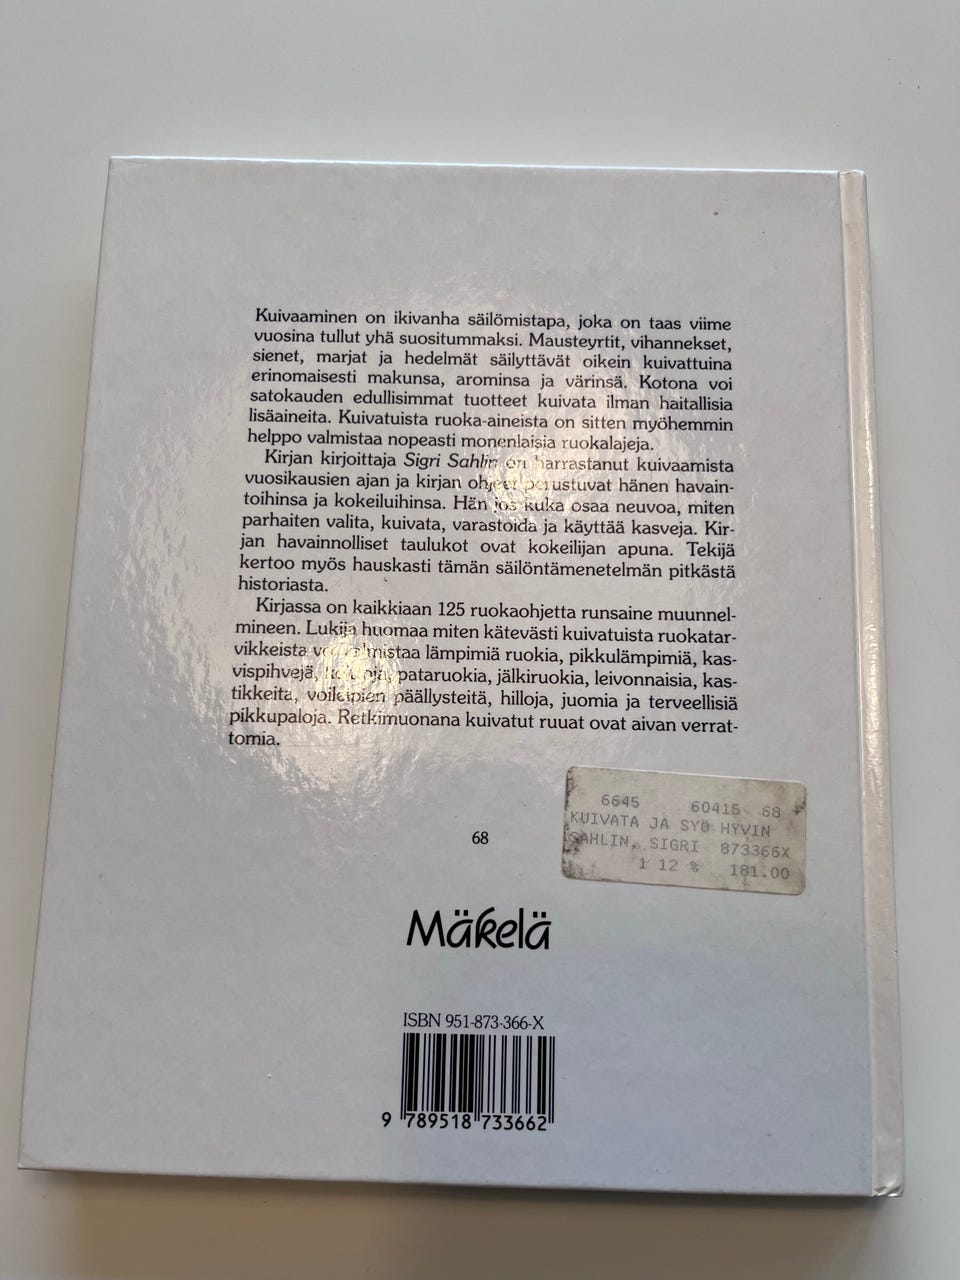 Kuivaaminen on ikivanha säilömistapa, joka on taas viime
vuosina tullut yhä suositummaksi. Mausteyrtit, vihannekset,
sienet, marjat ja hedelmät säilyttävät oikein kuivattuina
erinomaisesti makunsa, arominsa ja värinsä. Kotona voi
satokauden edullisimmat tuotteet kuivata ilman haitallisia
lisäaineita. Kuivatuista ruoka-aineista on sitten myöhemmin
helppo valmistaa nopeasti monenlaisia ruokalajeja.
Kirjan kirjoittaja Sigri Sahlin on harrastanut kuivaamista
vuosikausien ajan ja kirjan ohjeet perustuvat hänen havain-
toihinsa ja kokeiluihinsa. Hän jos kuka osaa neuvoa, miten
parhaiten valita, kuivata, varastoida ja käyttää kasveja. Kir-
jan havainnolliset taulukot ovat kokeilijan apuna. Tekijä
kertoo myös hauskasti tämän säilöntämenetelmän pitkästä
historiasta.
Kirjassa on kaikkiaan 125 ruokaohjetta runsaine muunnel-
mineen. Lukija huomaa miten kätevästi kuivatuista ruokatar-
vikkeista voi valmistaa lämpimiä ruokia, pikkulämpimiä, kas-
vispihvejä, pataruokia, jälkiruokia, leivonnaisia, kas-
tikkeita, voileipien päällysteitä, hilloja, juomia ja terveellisiä
pikkupaloja. Retkimuonana kuivatut ruuat ovat aivan verrat-
tomia.
6645 60415 68
KUIVATA JA SYÖ HYVIN
SAHLIN, SIGRI 873366X
1 12 % 181.00
68
Mäkelä
ISBN 951-873-366-X
9 789518 733662